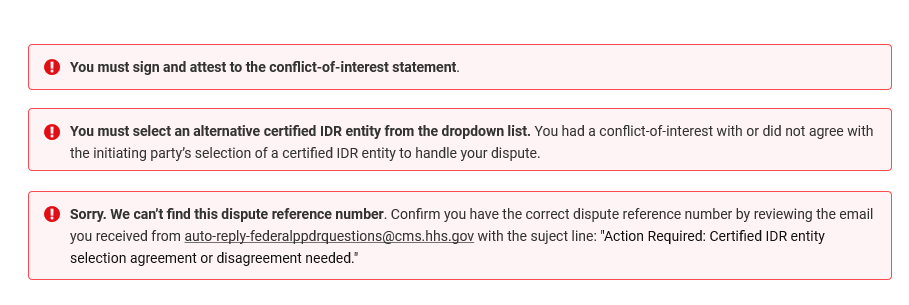 You must sign and attest to the conflict-of-interest statement.
You must select an alternative certified IDR entity from the dropdown list. You had a conflict-of-interest with or did not agree with
the initiating party’s selection of a certified IDR entity to handle your dispute.
Sorry. We can’t find this dispute reference number. Confirm you have the correct dispute reference number by reviewing the email
you received from auto-reply-federalppdrquestions@cms.hhs.gov with the suject line: "Action Required: Certified IDR entity
selection agreement or disagreement needed."